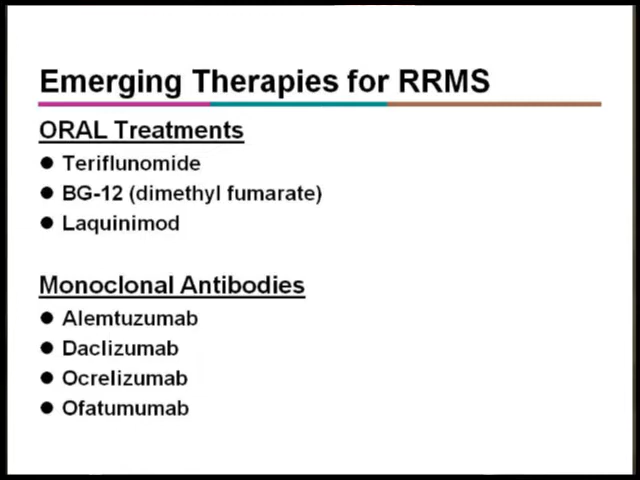 Emerging Therapies for RRMS
ORAL Treatments
● Teriflunomide
● BG-12 (dimethyl fumarate)
● Laquinimod
Monoclonal Antibodies
● Alemtuzumab
● Daclizumab
● Ocrelizumab
● Ofatumumab